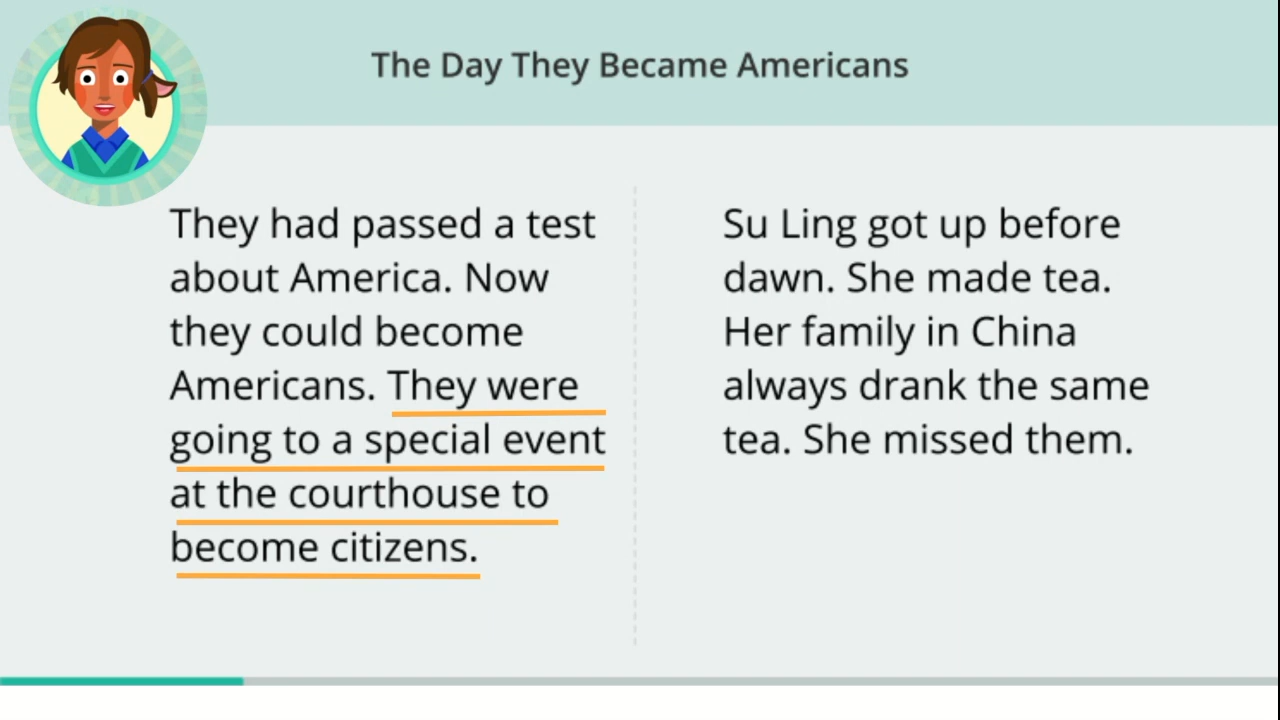 The Day They Became Americans
They had passed a test
about America. Now
they could become
Americans. They were
going to a special event
at the courthouse to
become citizens.
Su Ling got up before
dawn. She made tea.
Her family in China
always drank the same
tea. She missed them.